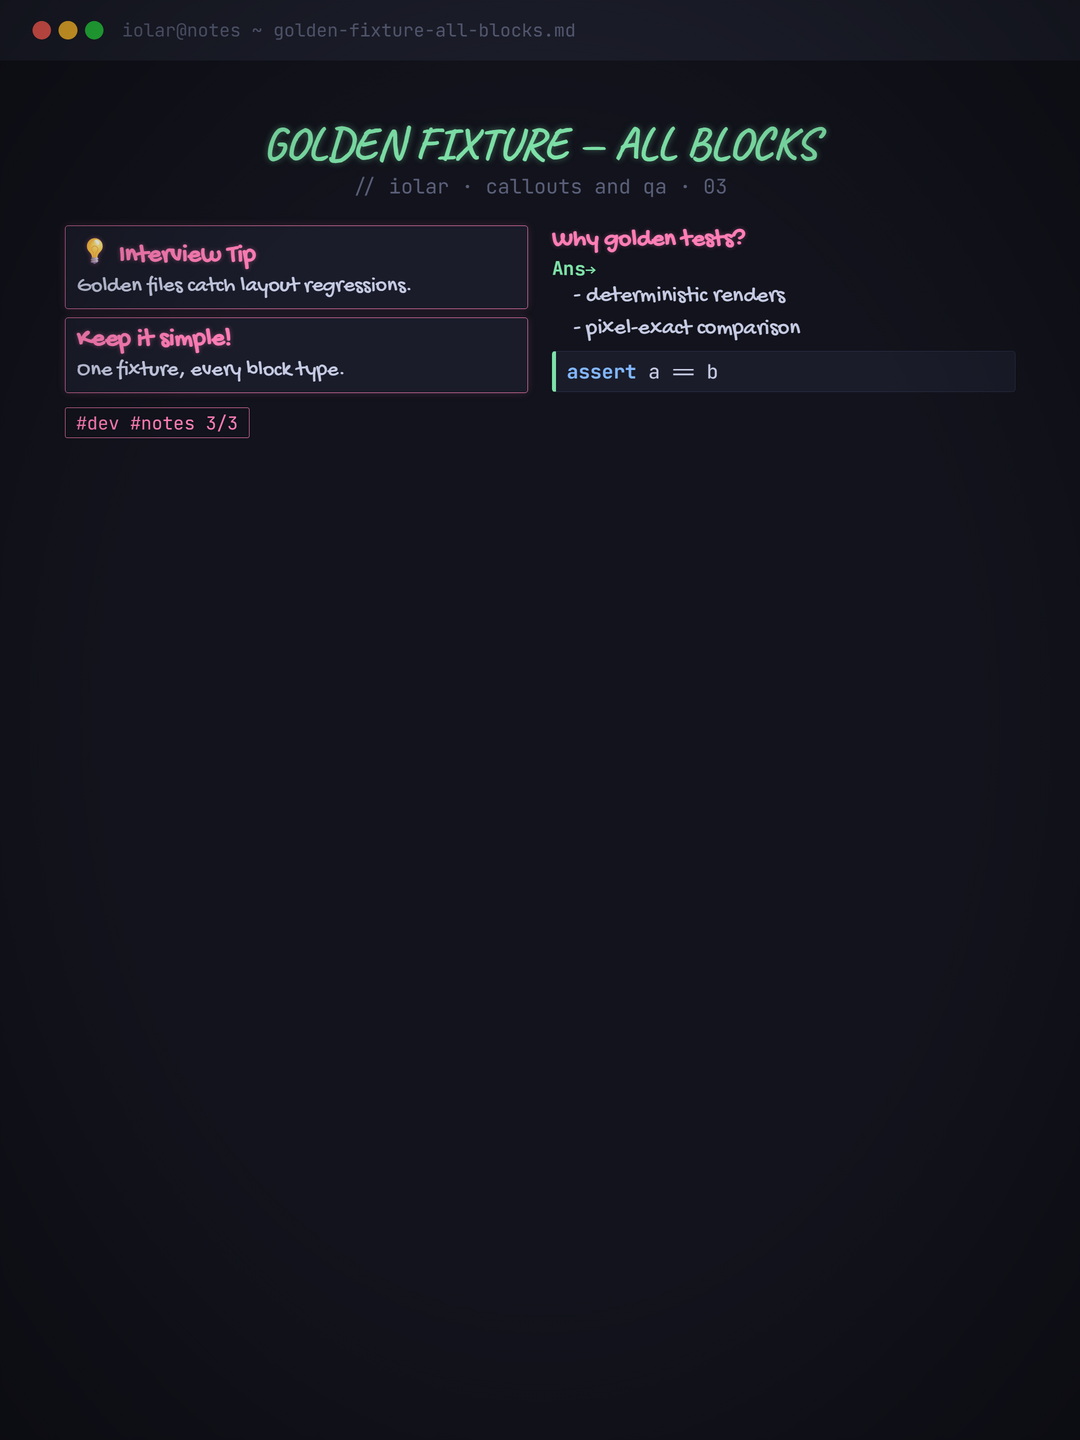 iolar@notes ~ golden-fixture-all-blocks.md
GOLDEN FIXTURE — ALL BLOCKS
// iolar · callouts and qa · 03
💡 Interview Tip
Golden files catch layout regressions.
Keep it simple!
One fixture, every block type.
#dev #notes 3/3
Why golden tests?
Ans→
- deterministic renders
- pixel-exact comparison
assert a == b